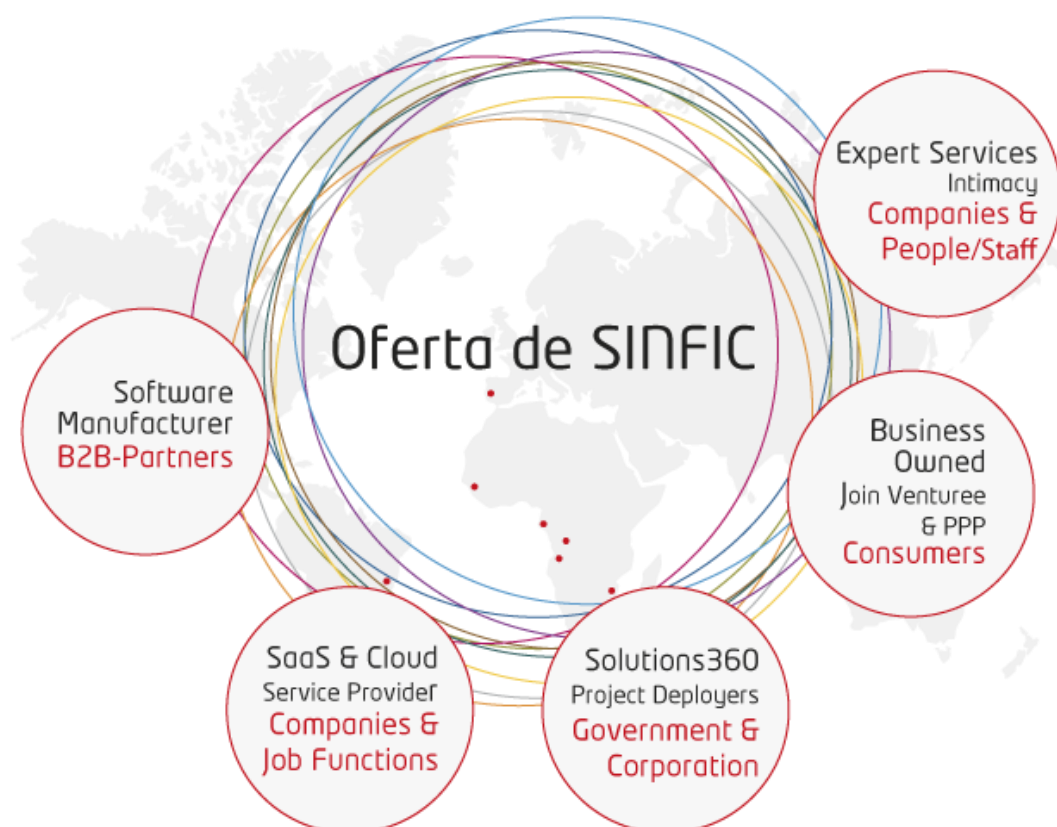 Oferta de SINFIC
Expert Services
Intimacy
Companies &
People/Staff
Business
Owned
Join Venturee
& PPP
Consumers
Solutions360
Project Deployers
Government &
Corporation
SaaS & Cloud
Service Provider
Companies &
Job Functions
Software
Manufacturer
B2B-Partners